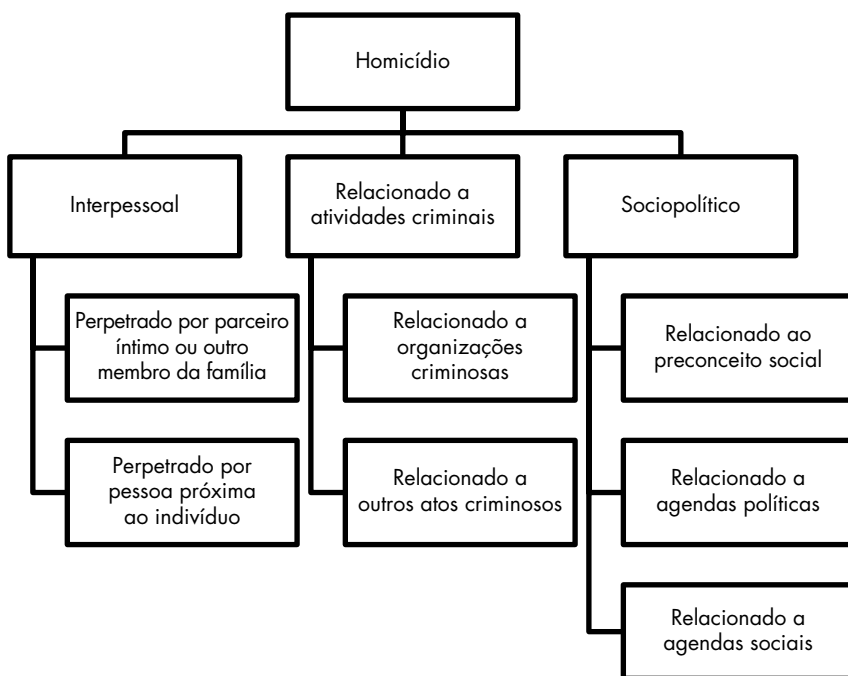 Homicídio
Interpessoal
Relacionado a
atividades criminais
Sociopolítico
Perpetrado por parceiro
íntimo ou outro
membro da família
Relacionado a
organizações
criminosas
Relacionado ao
preconceito social
Perpetrado por
pessoa próxima
ao indivíduo
Relacionado a
outros atos criminosos
Relacionado a
agendas políticas
Relacionado a
agendas sociais